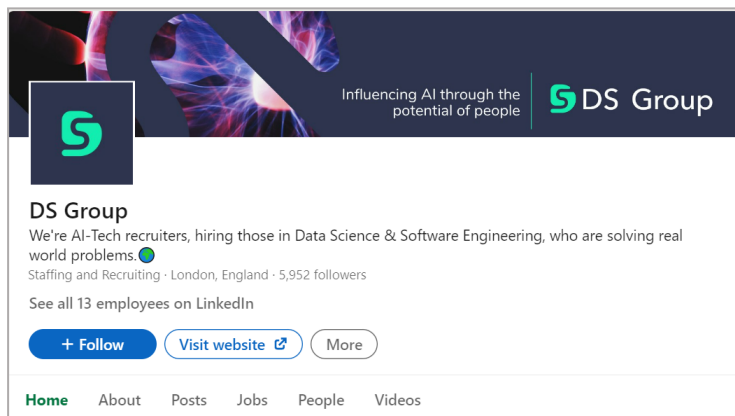 Influencing AI through the
potential of people
DS Group
DS Group
We're AI-Tech recruiters, hiring those in Data Science & Software Engineering, who are solving real
world problems.🌍
Staffing and Recruiting · London, England · 5,952 followers
See all 13 employees on LinkedIn
+ Follow
Visit website
More
Home About Posts Jobs People Videos